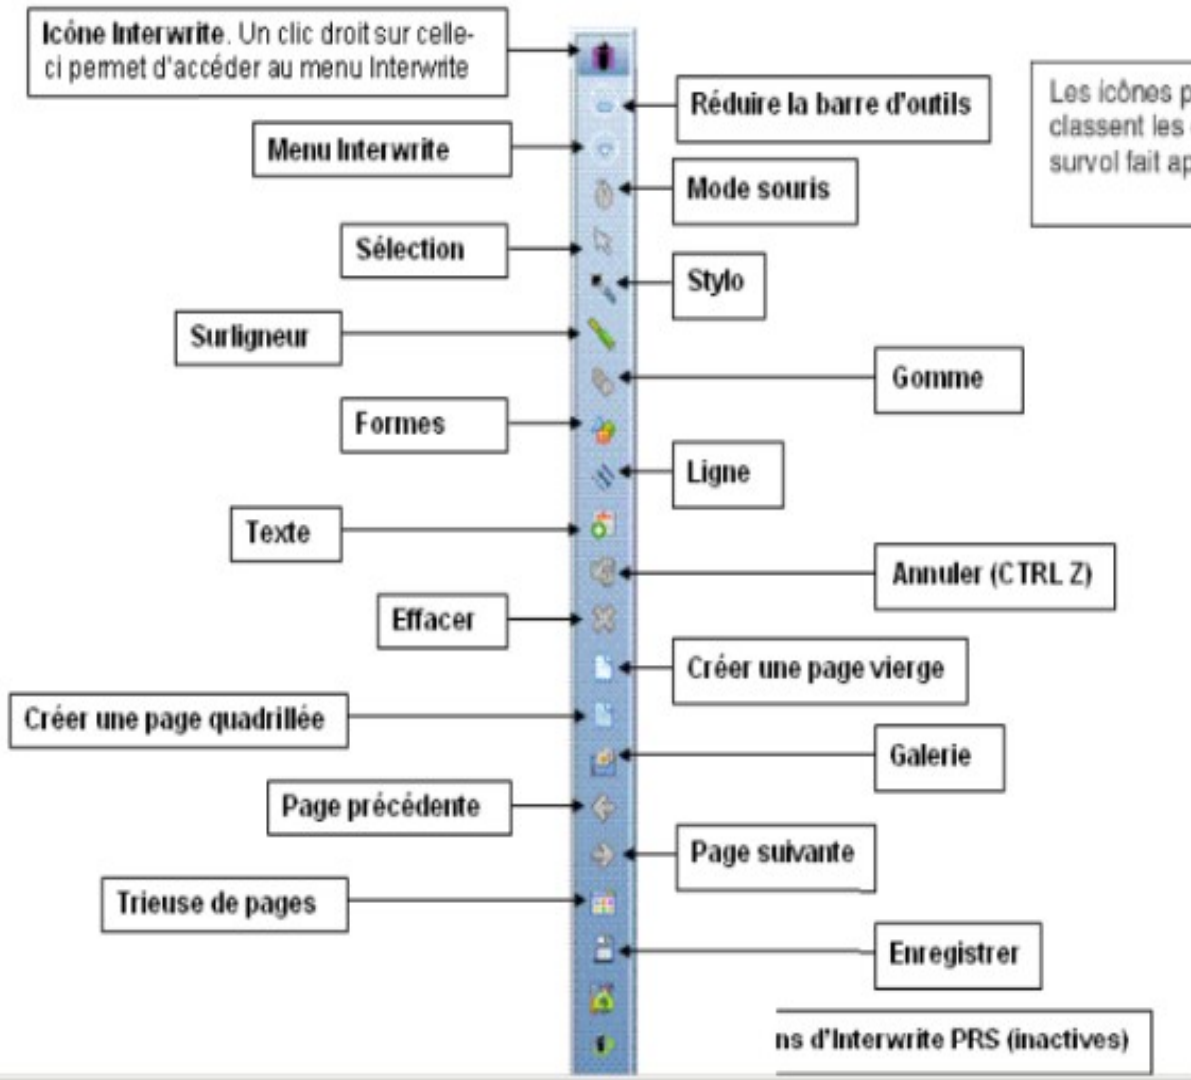 Icône Interwrite. Un clic droit sur celle-
ci permet d'accéder au menu Interwrite
Réduire la barre d'outils
Les icônes
classent les
survol fait
Menu Interwrite
Mode souris
Sélection
Stylo
Surligneur
Gomme
Formes
Ligne
Texte
Annuler (CTRL Z)
Effacer
Créer une page vierge
Créer une page quadrillée
Galerie
Page précédente
Page suivante
Trieuse de pages
Enregistrer
d'Interwrite PRS (inactives)